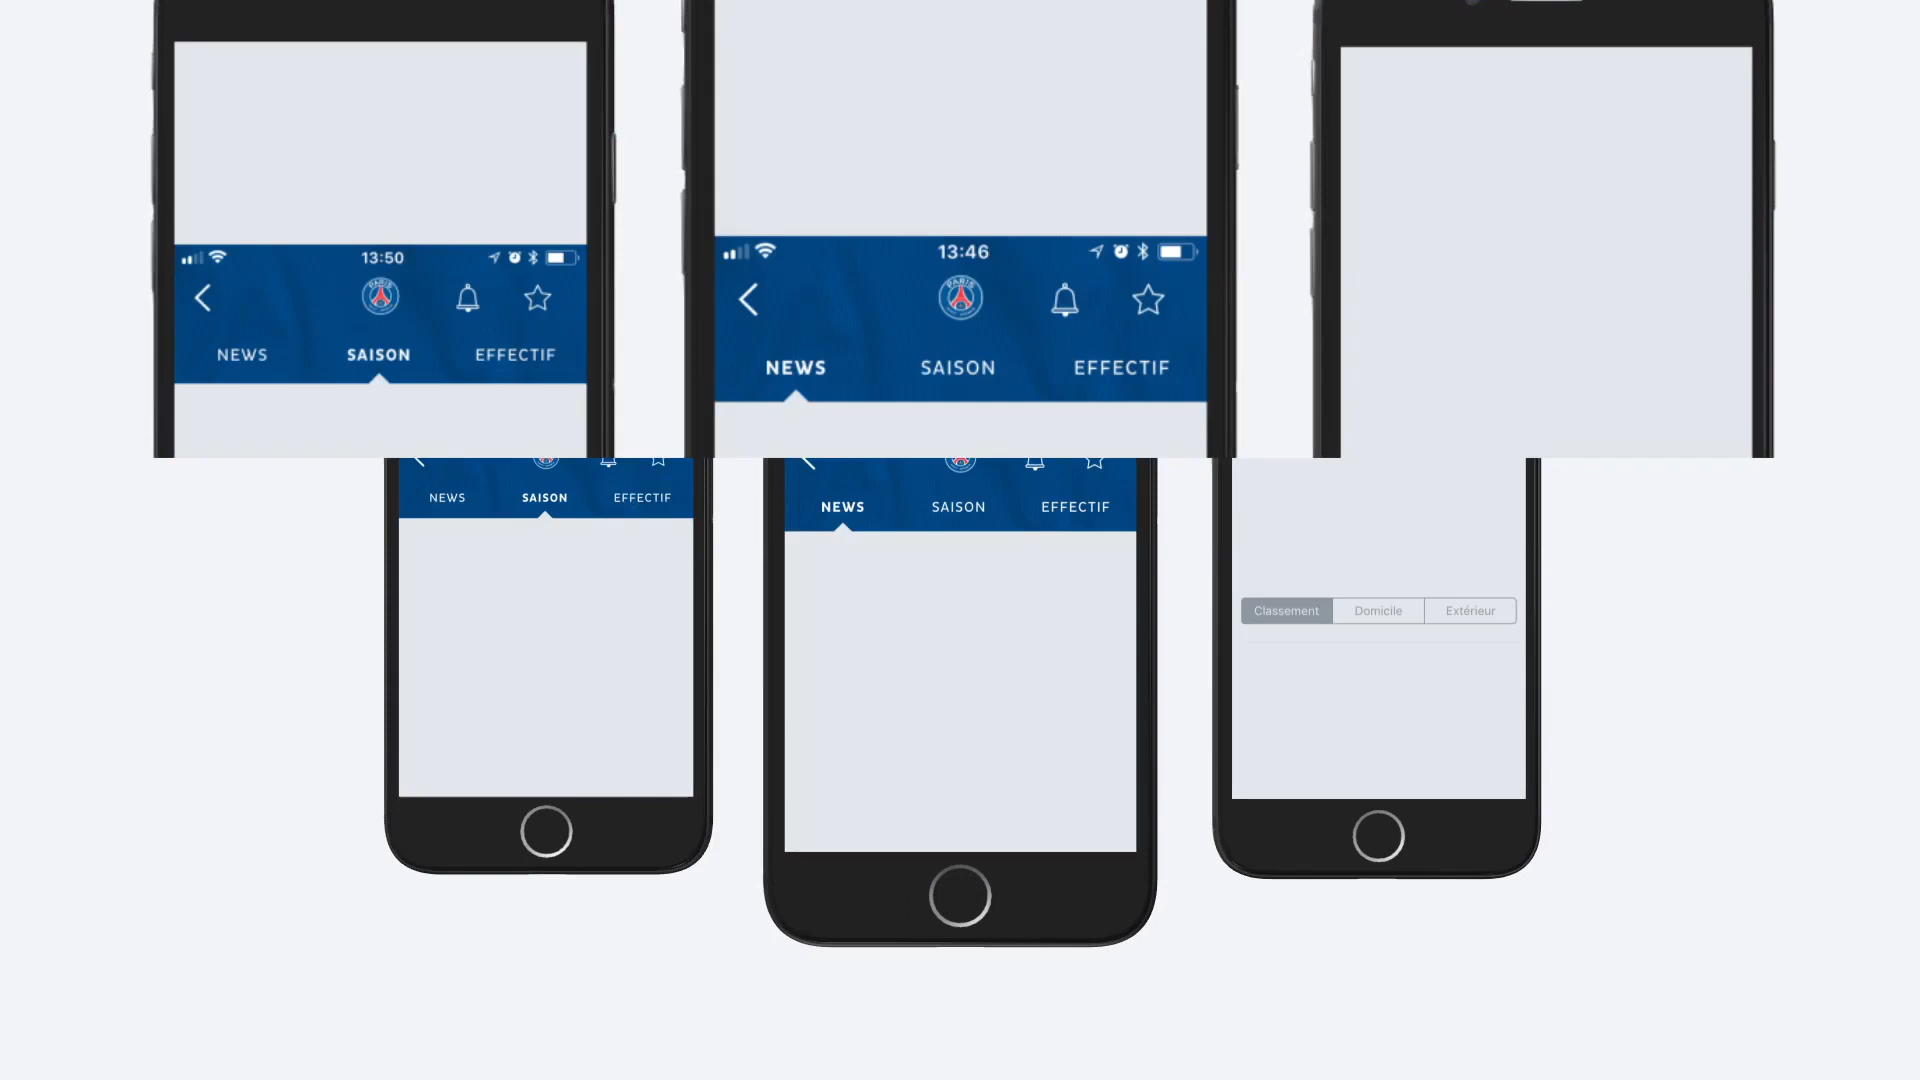 13:50
NEWS SAISON EFFECTIF
13:46
PARIS
NEWS SAISON EFFECTIF
NEWS SAISON EFFECTIF
NEWS SAISON EFFECTIF
Classement Domicile Extérieur